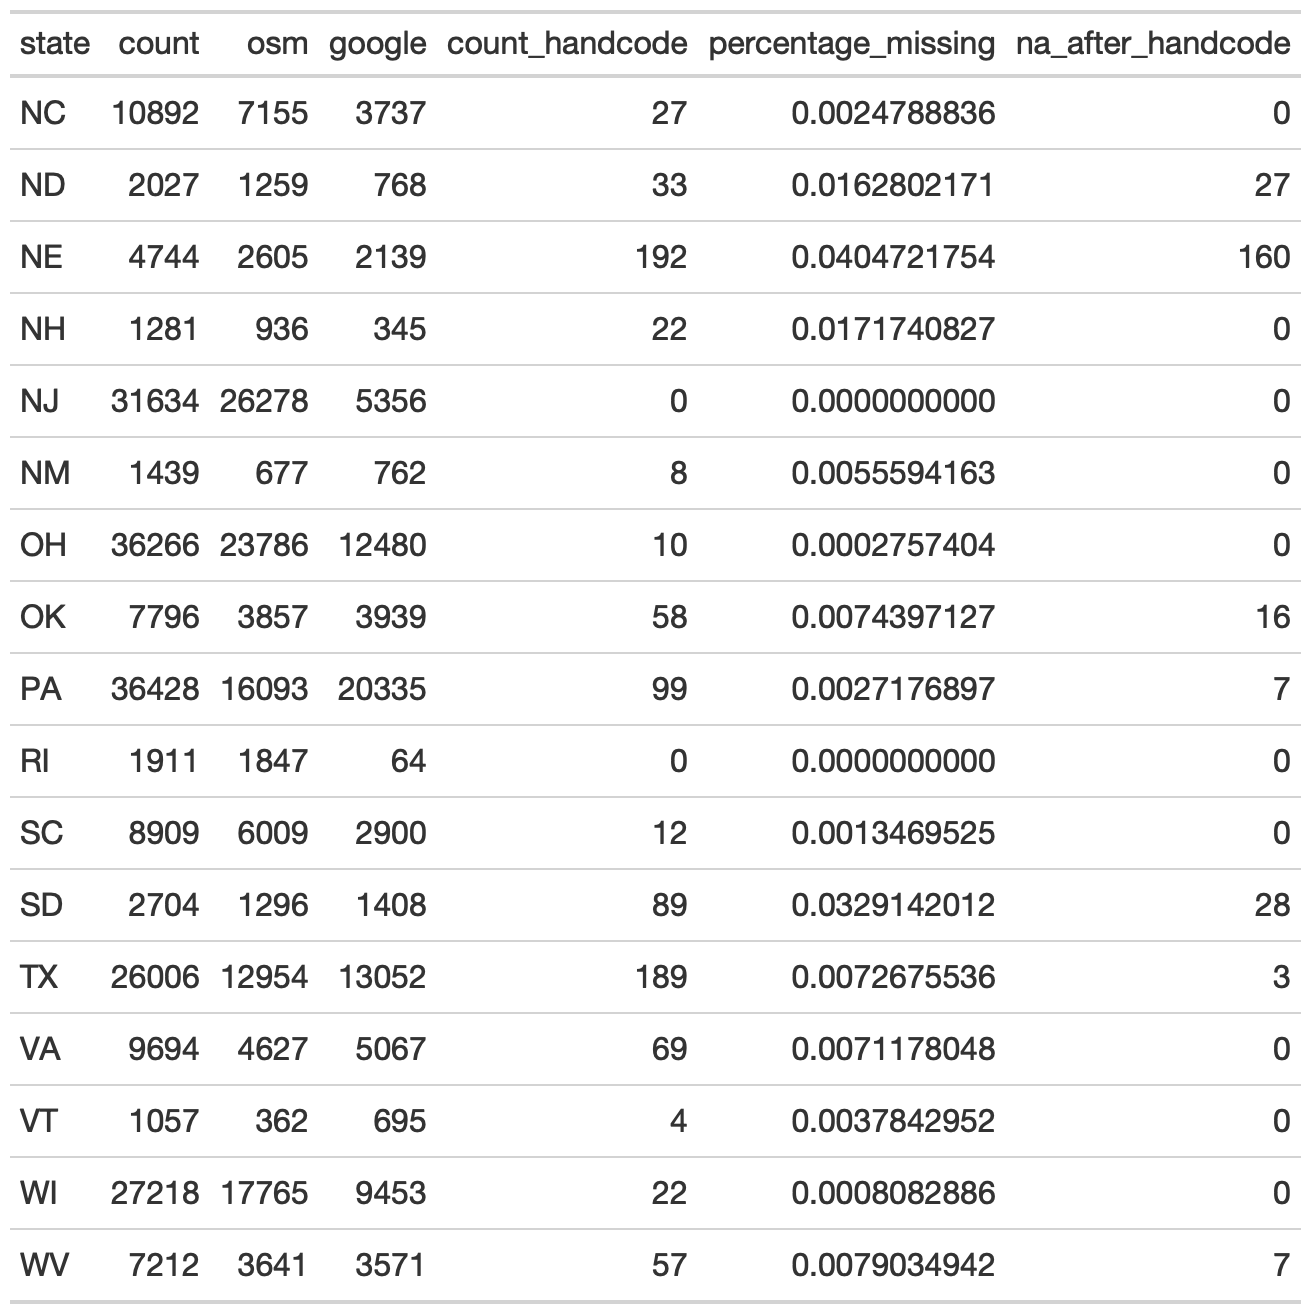 state count osm google count_handcode percentage_missing na_after_handcode
NC 10892 7155 3737 27 0.0024788836 0
ND 2027 1259 768 33 0.0162802171 27
NE 4744 2605 2139 192 0.0404721754 160
NH 1281 936 345 22 0.0171740827 0
NJ 31634 26278 5356 0 0.0000000000 0
NM 1439 677 762 8 0.0055594163 0
OH 36266 23786 12480 10 0.0002757404 0
OK 7796 3857 3939 58 0.0074397127 16
PA 36428 16093 20335 99 0.0027176897 7
RI 1911 1847 64 0 0.0000000000 0
SC 8909 6009 2900 12 0.0013469525 0
SD 2704 1296 1408 89 0.0329142012 28
TX 26006 12954 13052 189 0.0072675536 3
VA 9694 4627 5067 69 0.0071178048 0
VT 1057 362 695 4 0.0037842952 0
WI 27218 17765 9453 22 0.0008082886 0
WV 7212 3641 3571 57 0.0079034942 7